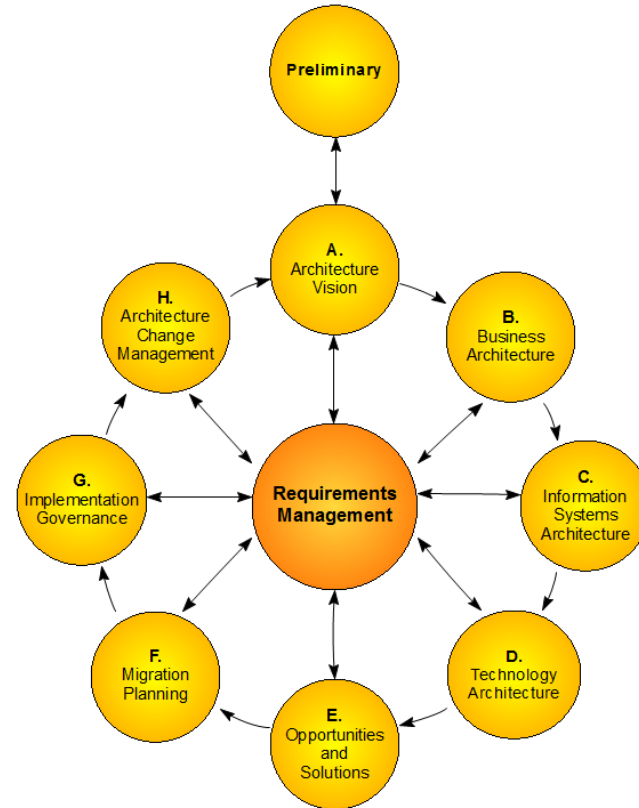 Preliminary
A.
Architecture
Vision
B.
Business
Architecture
C.
Information
Systems
Architecture
D.
Technology
Architecture
E.
Opportunities
and
Solutions
F.
Migration
Planning
G.
Implementation
Governance
H.
Architecture
Change
Management
Requirements
Management